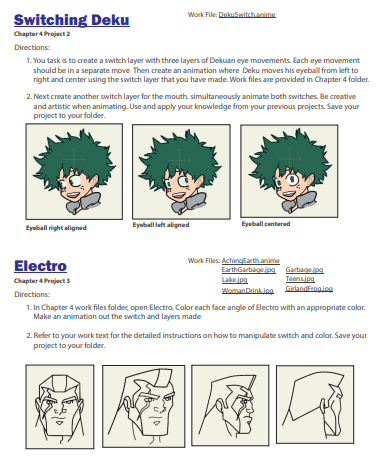 Switching Deku
Work File: DekuSwitch.anime
Chapter 4 Project 2
Directions:
1. You task is to create a switch layer with three layers of Dekuan eye movements. Each eye movement
should be in a separate move Then create an animation where Deku moves his eyeball from left to
right and center using the switch layer that you have made. Work files are provided in Chapter 4 folder.
2. Next create another switch layer for the mouth. simultaneously animate both switches. Be creative
and artistic when animating. Use and apply your knowledge from your previous projects. Save your
project to your folder.
Eyeball right aligned
Eyeball left aligned
Eyeball centered
Electro
Work Files: AchingEarth.anime
EarthGarbage.jpg Garbage.jpg
Chapter 4 Project 3
Lake.jpg Teens.jpg
WomanDrink.jpg GirlandFrog.jpg
Directions:
1. In Chapter 4 work files folder, open Electro. Color each face angle of Electro with an appropriate color.
Make an animation out the switch and layers made
2. Refer to your work text for the detailed instructions on how to manipulate switch and color. Save your
project to your folder.